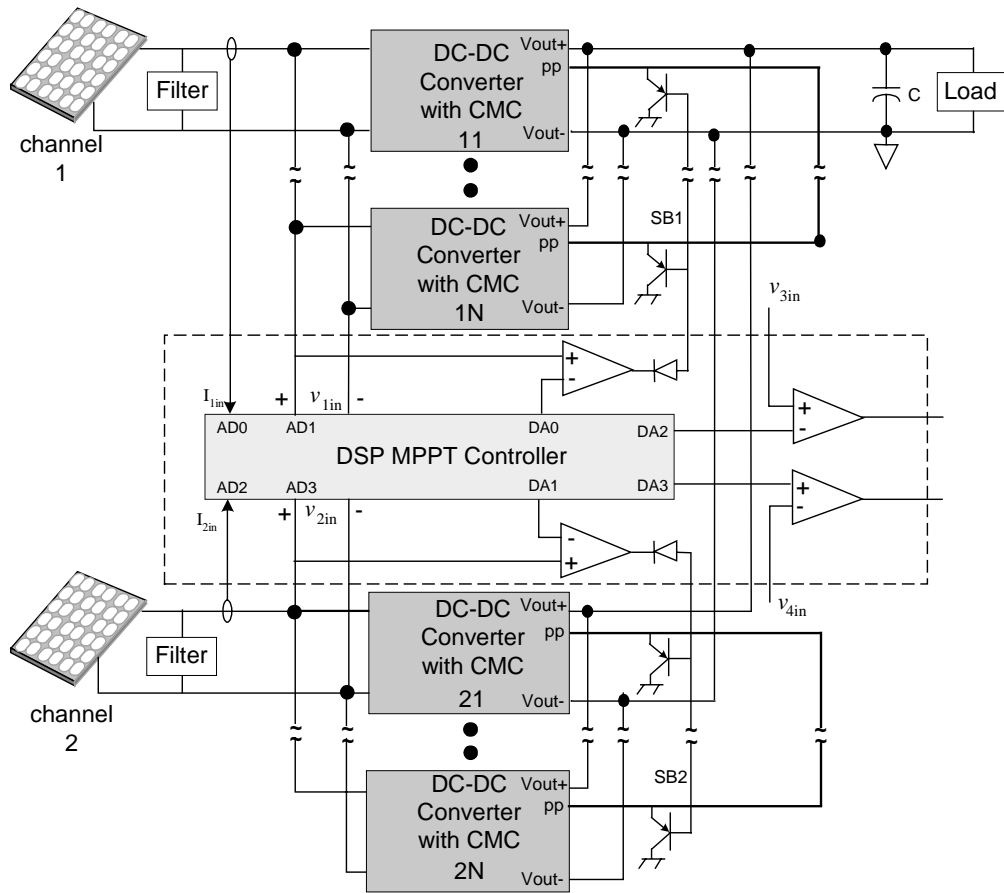 channel
1
Filter
DC-DC
Converter
with CMC
11
Vout+
pp
Vout-
C
Load
DC-DC
Converter
with CMC
1N
Vout+
pp
Vout-
SB1
v3in
+
-
+
-
I1in
+
v1in
-
AD0
AD1
DA0
DA2
DSP MPPT Controller
AD2
AD3
DA1
DA3
I2in
+
v2in
-
-
+
+
-
v4in
channel
2
Filter
DC-DC
Converter
with CMC
21
Vout+
pp
Vout-
SB2
DC-DC
Converter
with CMC
2N
Vout+
pp
Vout-